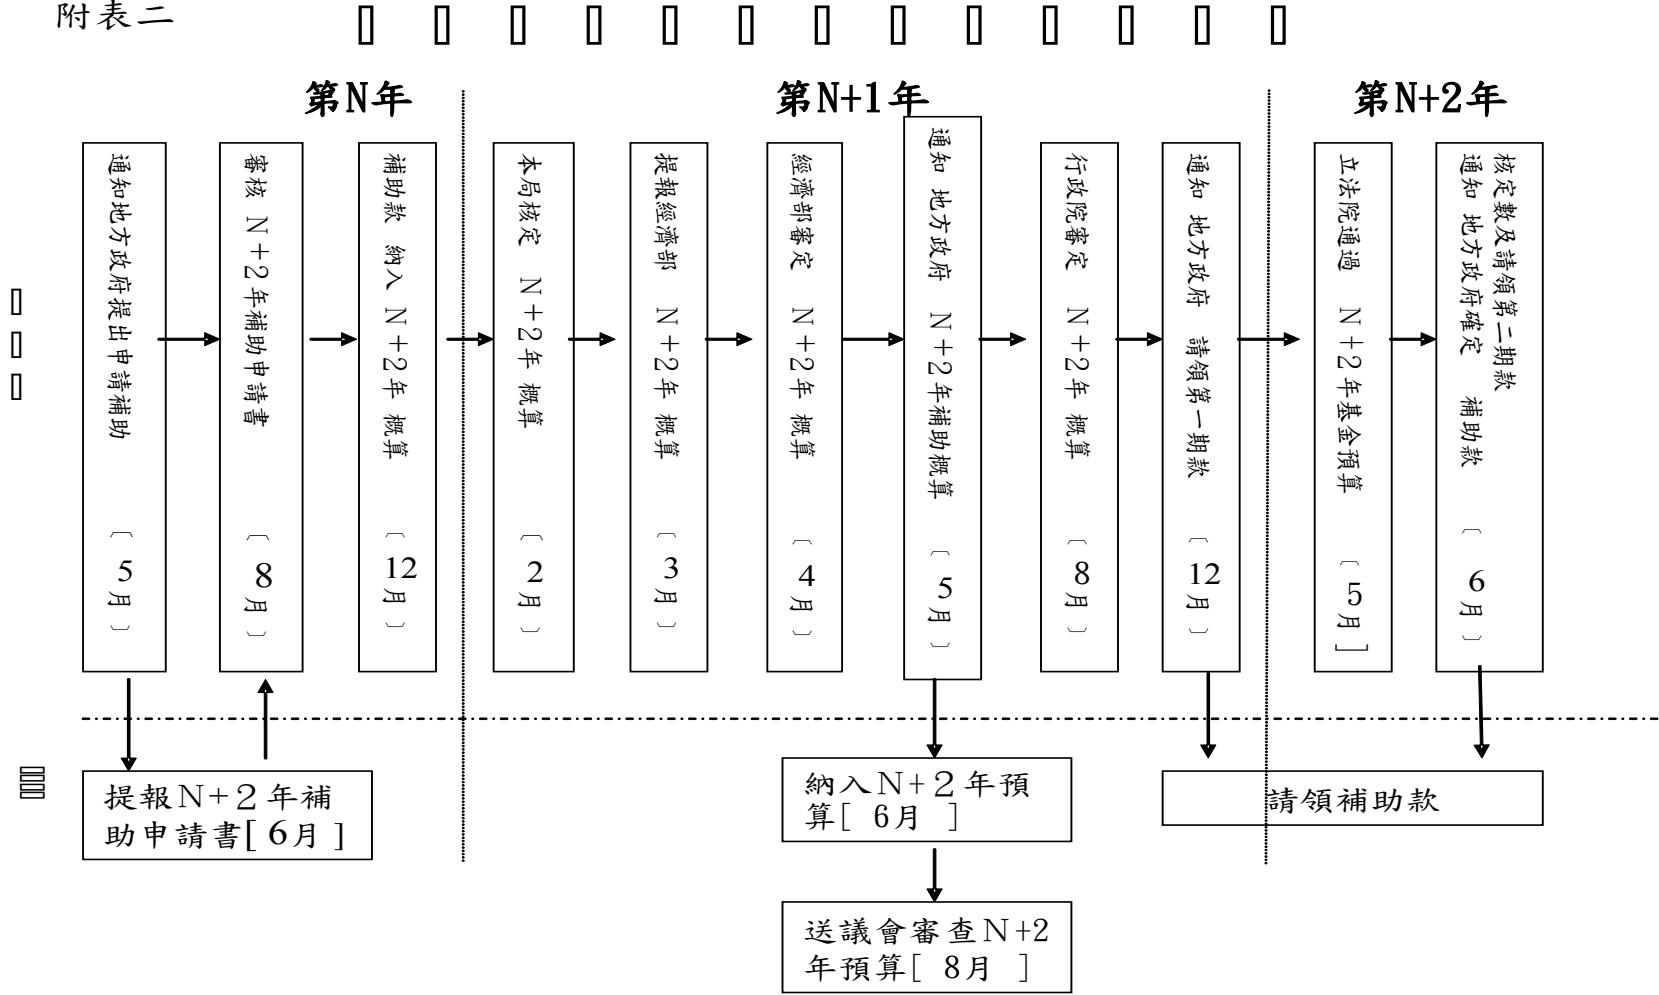 附表二
第N年
第N+1年
第N+2年
通知地方政府提出申請補助 〔5月〕
審核 N+2年補助申請書 〔8月〕
補助款 納入 N+2年 概算 〔12月〕
本局核定 N+2年 概算 〔2月〕
提報經濟部 N+2年 概算 〔3月〕
經濟部審定 N+2年 概算 〔4月〕
通知 地方政府 N+2年補助概算 〔5月〕
行政院審定 N+2年 概算 〔8月〕
通知 地方政府 請領第一期款 〔12月〕
立法院通過 N+2年基金預算 〔5月]
通知 地方政府確定 補助款 〔6月〕
核定數及請領第二期款
提報N+2年補
助申請書[6月]
納入N+2年預
算[ 6月 ]
請領補助款
送議會審查N+2
年預算[ 8月 ]